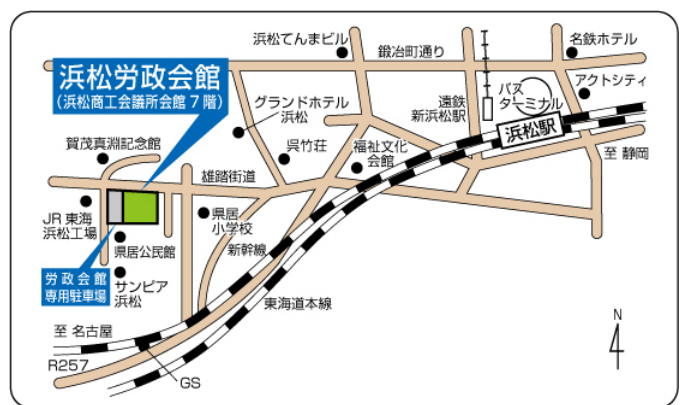 浜松てんまビル
鍛冶町通り
名鉄ホテル
浜松労政会館
(浜松商工会議所会館7階)
グランドホテル
浜松
遠鉄
新浜松駅
バス
ターミナル
アクトシティ
浜松駅
賀茂真淵記念館
呉竹荘
福祉文化
会館
至 静岡
雄踏街道
JR東海
浜松工場
県居
小学校
県居公民館
新幹線
労政会館
専用駐車場
サンピア
浜松
東海道本線
至 名古屋
R257
GS
N